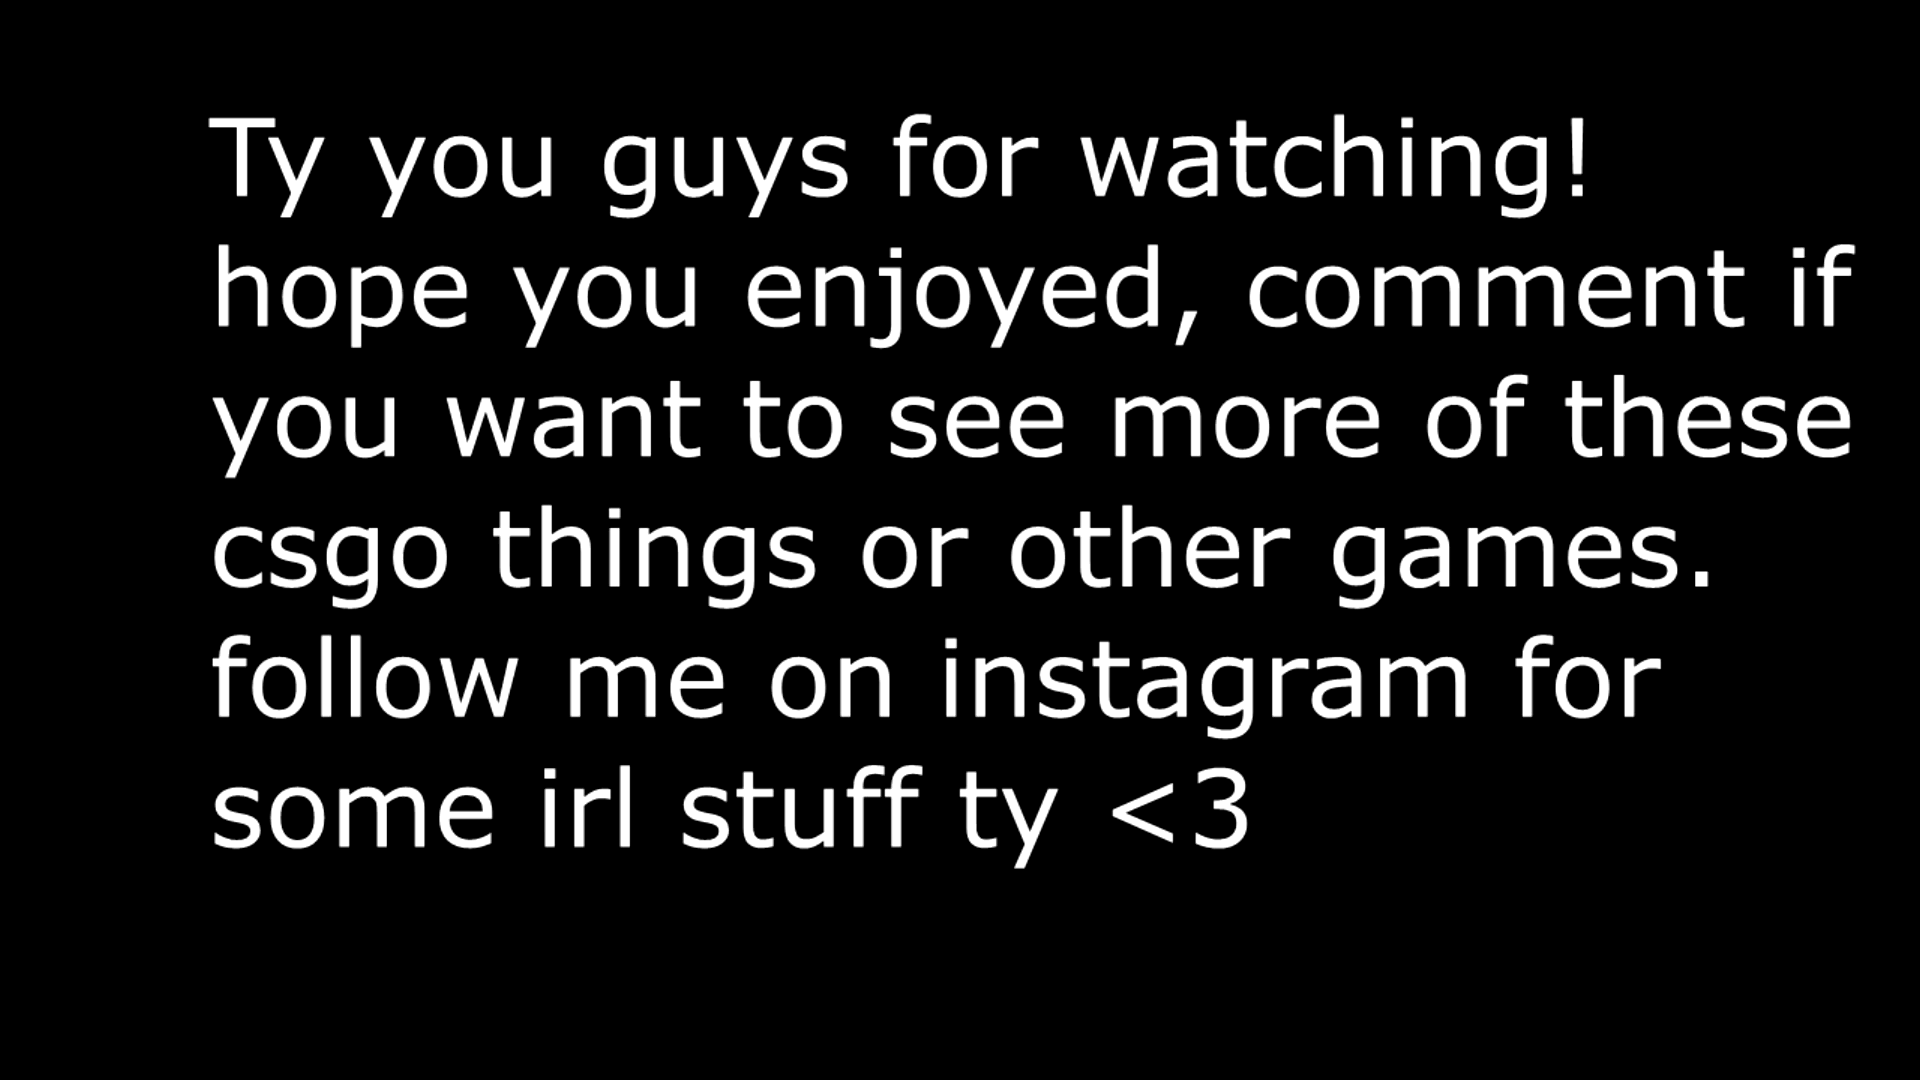 Ty you guys for watching!
hope you enjoyed, comment if
you want to see more of these
csgo things or other games.
follow me on instagram for
some irl stuff ty <3